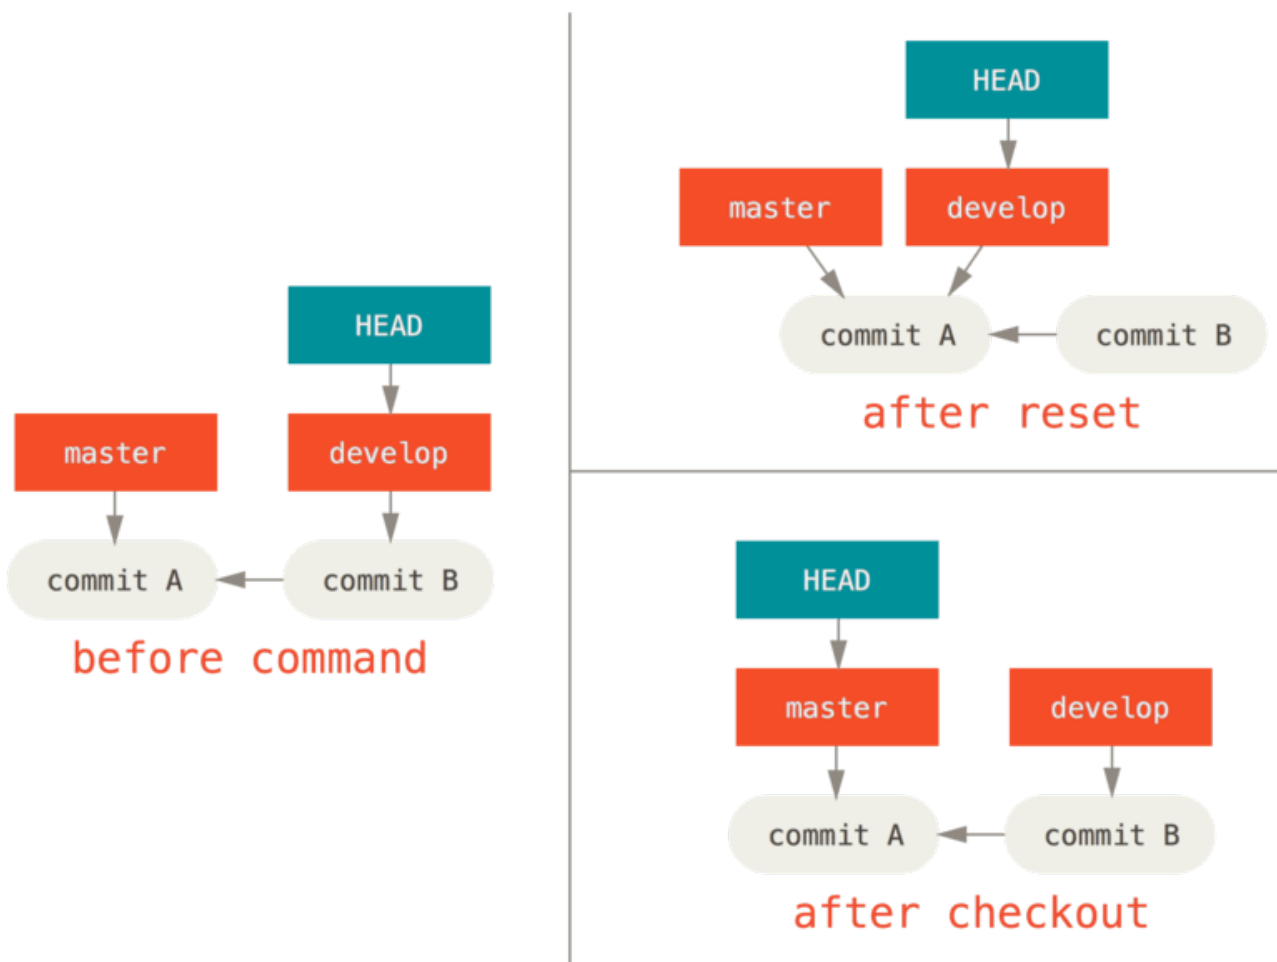 HEAD
master develop
commit A commit B
before command
HEAD
master develop
commit A commit B
after reset
HEAD
master develop
commit A commit B
after checkout